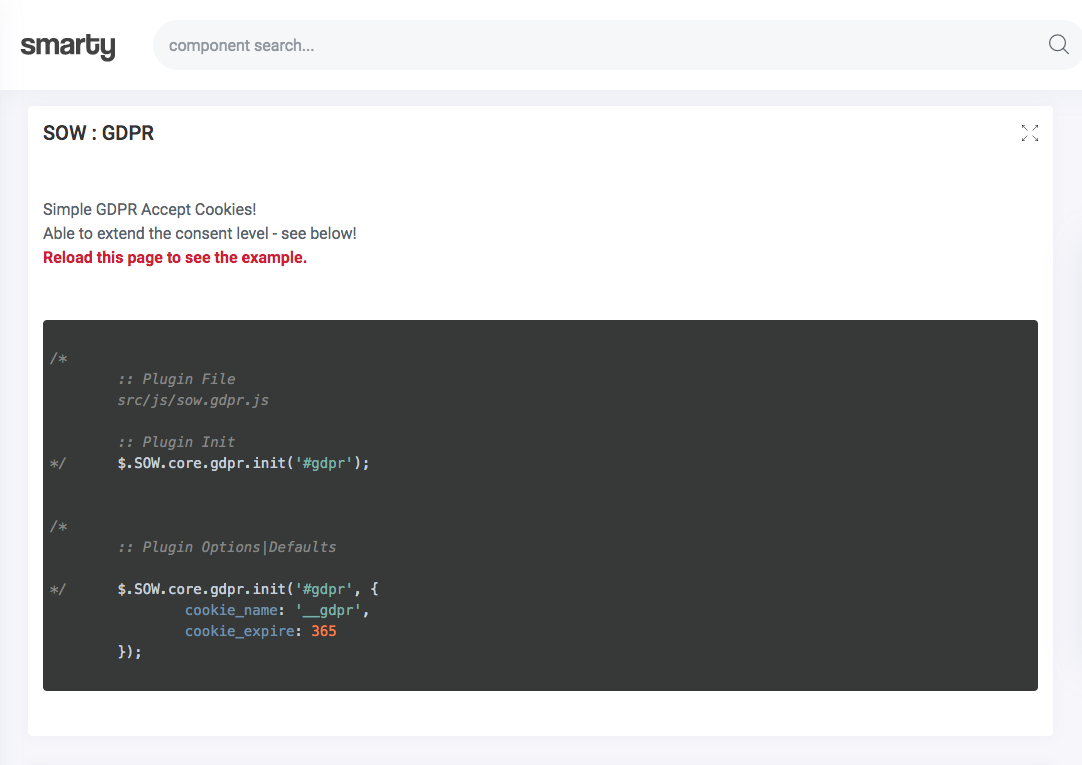 smarty
component search...
SOW : GDPR
Simple GDPR Accept Cookies!
Able to extend the consent level - see below!
Reload this page to see the example.
/*
:: Plugin File
src/js/sow.gdpr.js
:: Plugin Init
*/ $.SOW.core.gdpr.init('#gdpr');
/*
:: Plugin Options|Defaults
*/ $.SOW.core.gdpr.init('#gdpr', {
cookie_name: '__gdpr',
cookie_expire: 365
});